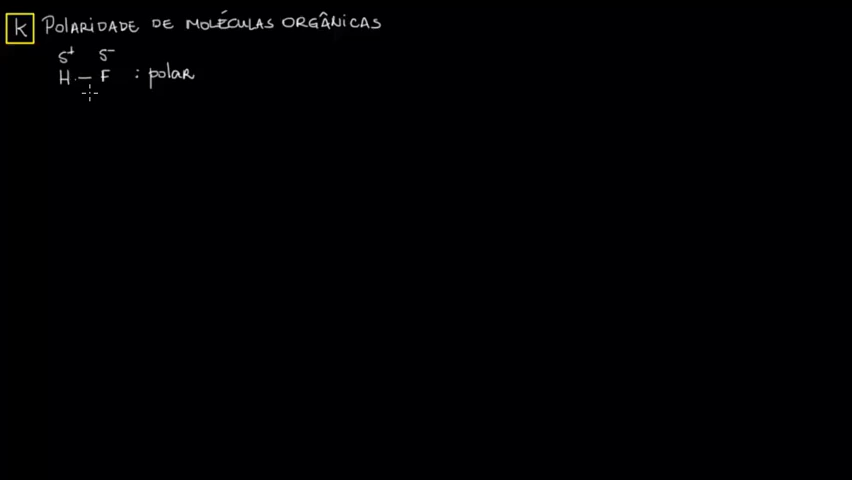 K POLARIDADE DE MOLÉCULAS ORGÂNICAS
δ+ δ-
H - F : polar